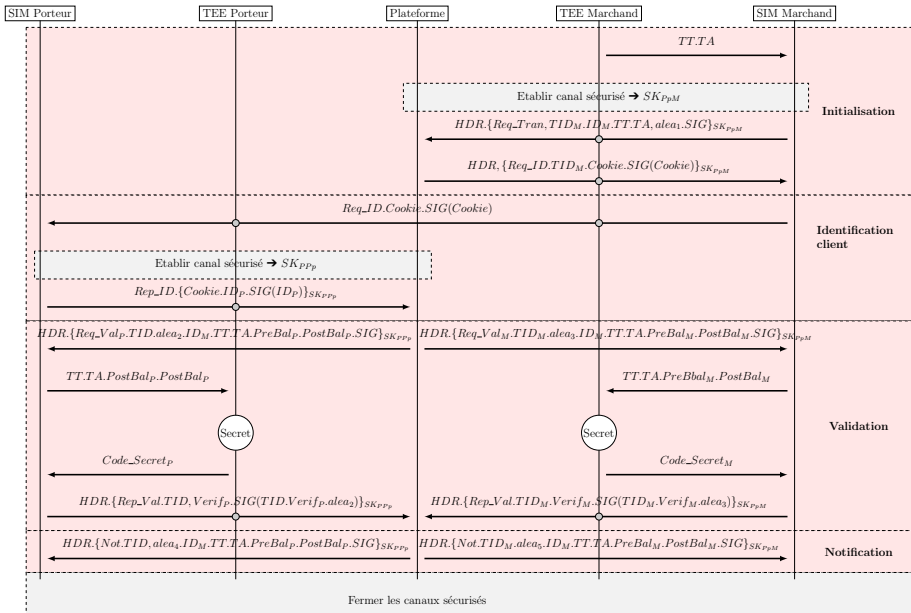 SIM Porteur TEE Porteur Plateforme TEE Marchand SIM Marchand
TT.TA
Etablir canal sécurisé ➔ SK_{PpM}
Initialisation
HDR.{Req_Tran, TID_M.ID_M.TT.TA, alea_1.SIG}_{SK_{PpM}}
HDR, {Req_ID.TID_M.Cookie.SIG(Cookie)}_{SK_{PpM}}
Req_ID.Cookie.SIG(Cookie)
Identification
client
Etablir canal sécurisé ➔ SK_{PPp}
Rep_ID.{Cookie.ID_P.SIG(ID_P)}_{SK_{PPp}}
HDR.{Req_Val_P.TID.alea_2.ID_M.TT.TA.PreBal_P.PostBal_P.SIG}_{SK_{PPp}} HDR.{Req_Val_M.TID_M.alea_3.ID_M.TT.TA.PreBal_M.PostBal_M.SIG}_{SK_{PpM}}
TT.TA.PostBal_P.PostBal_P TT.TA.PreBbal_M.PostBal_M
Secret Secret Validation
Code_Secret_P Code_Secret_M
HDR.{Rep_Val.TID, Verif_P.SIG(TID.Verif_P.alea_2)}_{SK_{PPp}} HDR.{Rep_Val.TID_M.Verif_M.SIG(TID_M.Verif_M.alea_3)}_{SK_{PpM}}
HDR.{Not.TID, alea_4.ID_M.TT.TA.PreBal_P.PostBal_P.SIG}_{SK_{PPp}} HDR.{Not.TID_M.alea_5.ID_M.TT.TA.PreBal_M.PostBal_M.SIG}_{SK_{PpM}} Notification
Fermer les canaux sécurisés